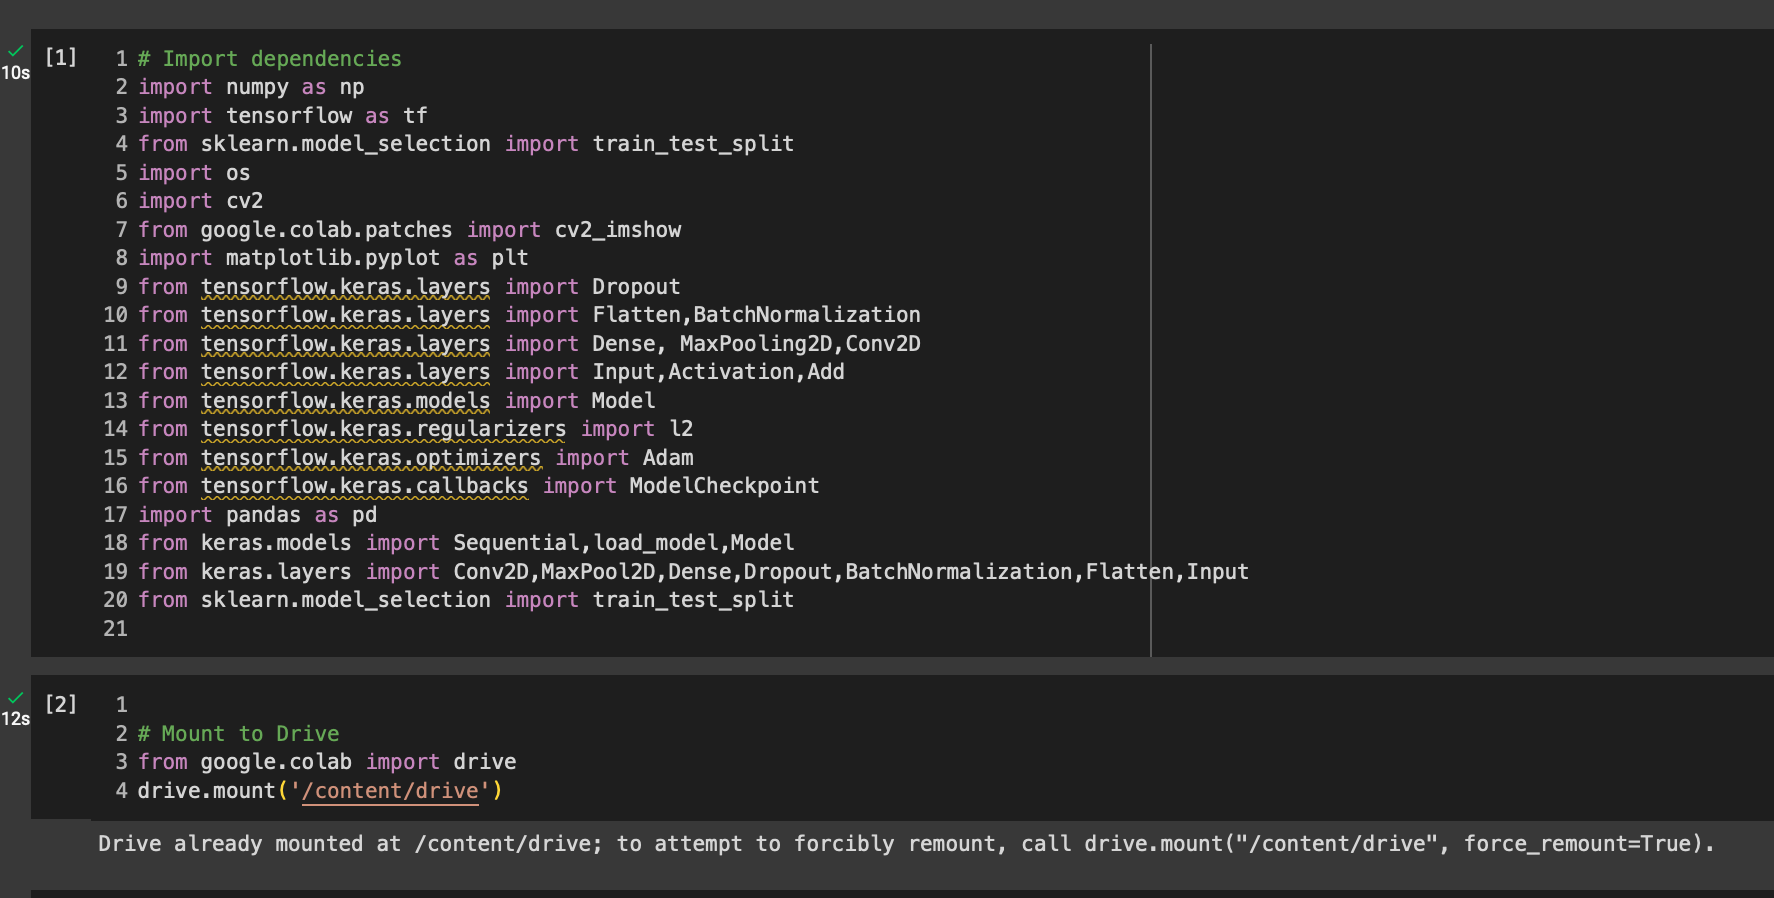 [1]
10s
1 # Import dependencies
2 import numpy as np
3 import tensorflow as tf
4 from sklearn.model_selection import train_test_split
5 import os
6 import cv2
7 from google.colab.patches import cv2_imshow
8 import matplotlib.pyplot as plt
9 from tensorflow.keras.layers import Dropout
10 from tensorflow.keras.layers import Flatten,BatchNormalization
11 from tensorflow.keras.layers import Dense, MaxPooling2D,Conv2D
12 from tensorflow.keras.layers import Input,Activation,Add
13 from tensorflow.keras.models import Model
14 from tensorflow.keras.regularizers import l2
15 from tensorflow.keras.optimizers import Adam
16 from tensorflow.keras.callbacks import ModelCheckpoint
17 import pandas as pd
18 from keras.models import Sequential,load_model,Model
19 from keras.layers import Conv2D,MaxPool2D,Dense,Dropout,BatchNormalization,Flatten,Input
20 from sklearn.model_selection import train_test_split
21
[2]
12s
1
2 # Mount to Drive
3 from google.colab import drive
4 drive.mount('/content/drive')
Drive already mounted at /content/drive; to attempt to forcibly remount, call drive.mount("/content/drive", force_remount=True).